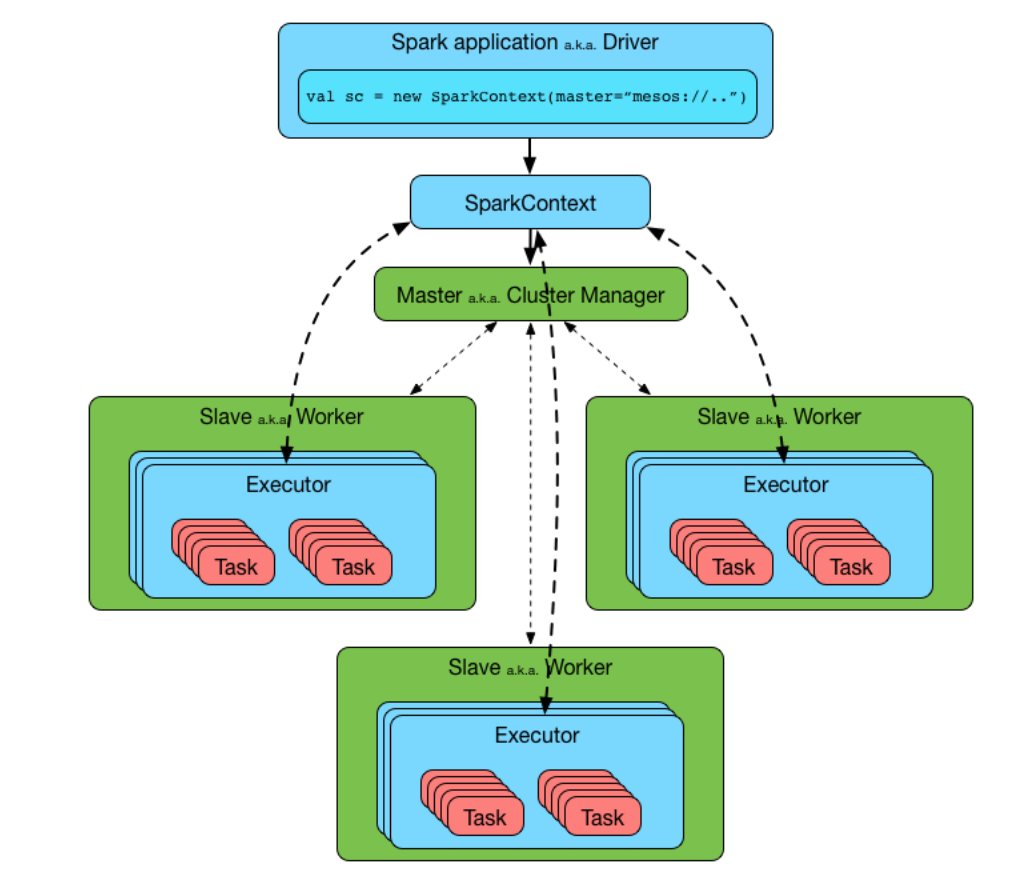 Spark application a.k.a. Driver
val sc = new SparkContext(master=“mesos://..”)
SparkContext
Master a.k.a. Cluster Manager
Slave a.k.a. Worker
Executor
Task
Task
Slave a.k.a. Worker
Executor
Task
Task
Slave a.k.a. Worker
Executor
Task
Task